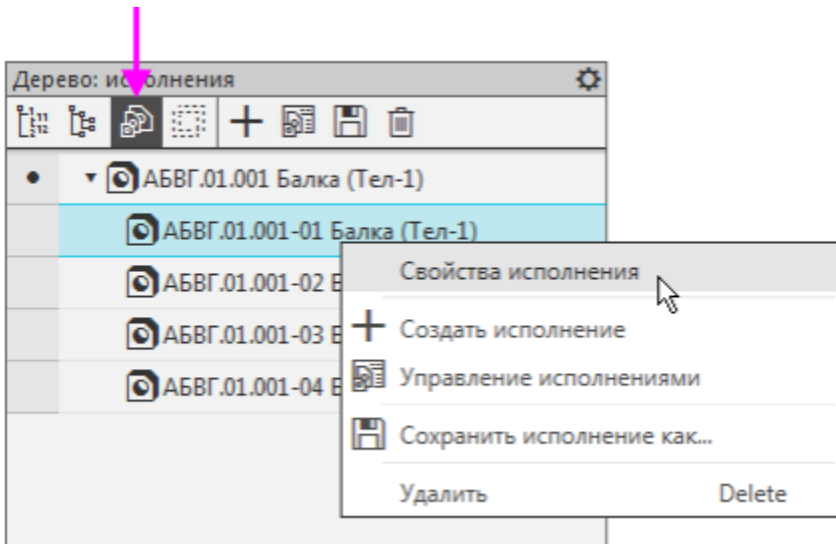 Дерево: исполнения
АБВГ.01.001 Балка (Тел-1)
АБВГ.01.001-01 Балка (Тел-1)
АБВГ.01.001-02
АБВГ.01.001-03
АБВГ.01.001-04
Свойства исполнения
Создать исполнение
Управление исполнениями
Сохранить исполнение как...
Удалить Delete